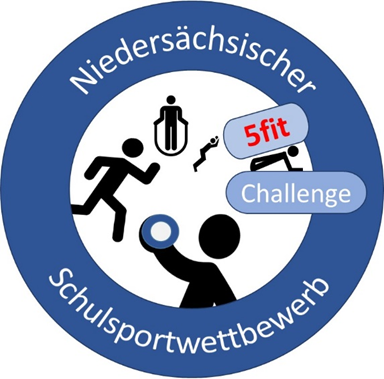 Niedersächsischer
5fit
Challenge
Schulsportwettbewerb